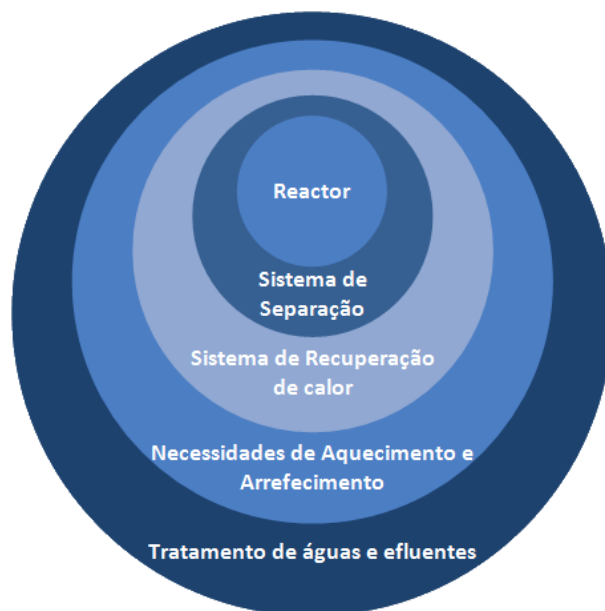 Reactor
Sistema de
Separação
Sistema de Recuperação
de calor
Necessidades de Aquecimento e
Arrefecimento
Tratamento de águas e efluentes